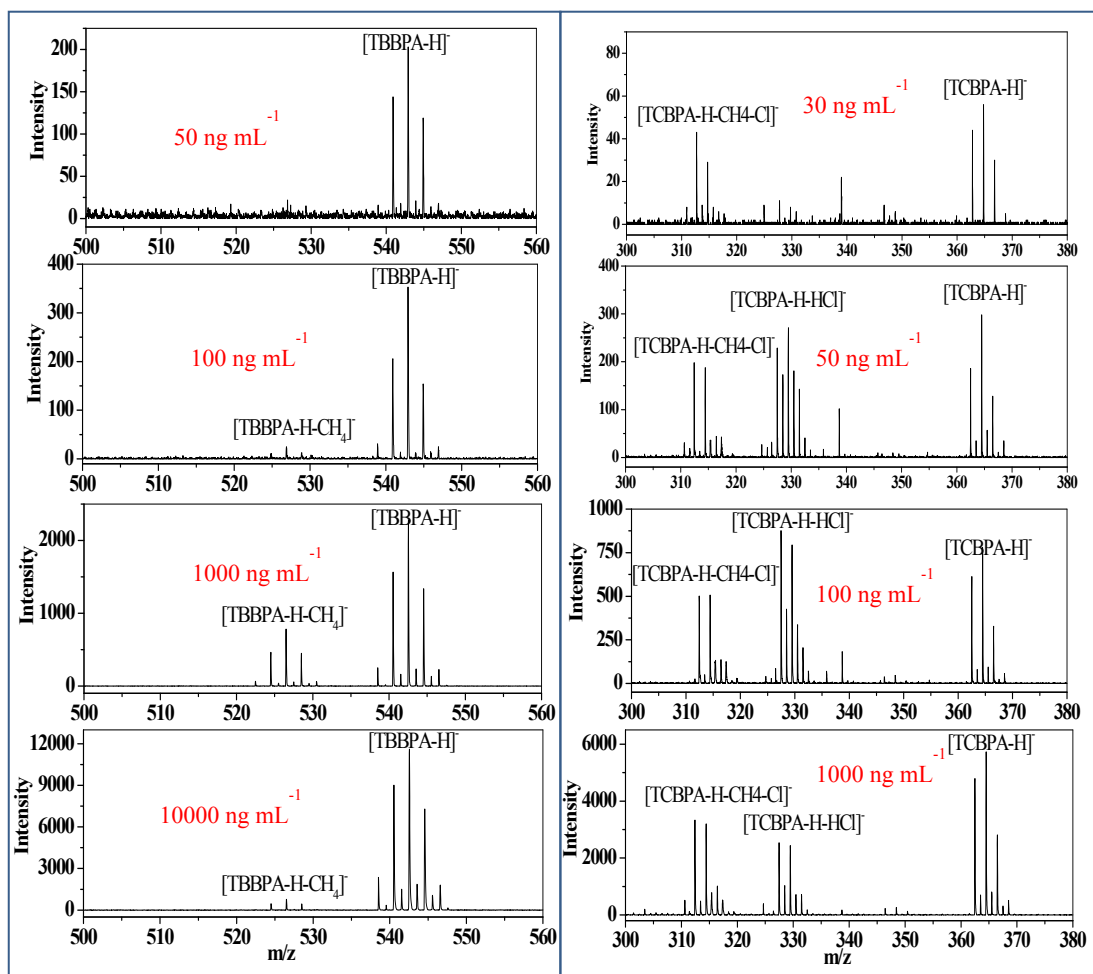 [TBBPA-H]-
50 ng mL-1
Intensity
200
150
100
50
0
500 510 520 530 540 550 560
[TBBPA-H]-
100 ng mL-1
[TBBPA-H-CH4]-
Intensity
400
300
200
100
0
500 510 520 530 540 550 560
[TBBPA-H]-
1000 ng mL-1
[TBBPA-H-CH4]-
Intensity
2000
1000
0
500 510 520 530 540 550 560
[TBBPA-H]-
10000 ng mL-1
[TBBPA-H-CH4]-
Intensity
12000
9000
6000
3000
0
500 510 520 530 540 550 560
m/z
[TCBPA-H]-
30 ng mL-1
[TCBPA-H-CH4-Cl]-
Intensity
80
60
40
20
0
300 310 320 330 340 350 360 370 380
[TCBPA-H-HCl]-
[TCBPA-H]-
[TCBPA-H-CH4-Cl]-
50 ng mL-1
Intensity
400
300
200
100
0
300 310 320 330 340 350 360 370 380
[TCBPA-H-HCl]-
[TCBPA-H]-
[TCBPA-H-CH4-Cl]-
100 ng mL-1
Intensity
1000
750
500
250
0
300 310 320 330 340 350 360 370 380
[TCBPA-H]-
1000 ng mL-1
[TCBPA-H-CH4-Cl]-
[TCBPA-H-HCl]-
Intensity
6000
4000
2000
0
300 310 320 330 340 350 360 370 380
m/z